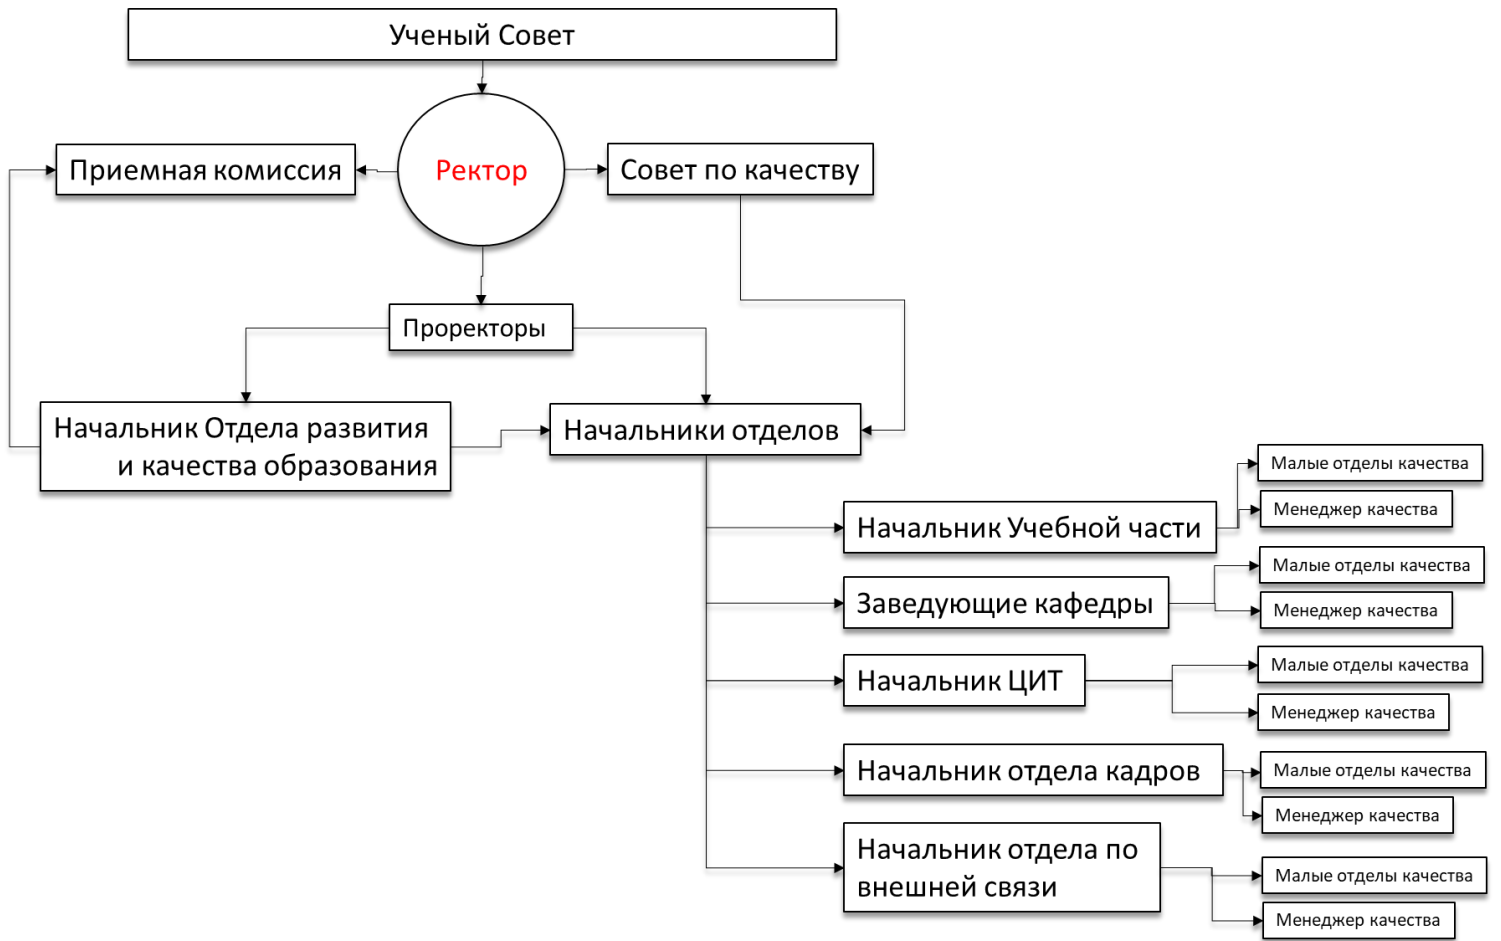 Ученый Совет
Приемная комиссия
Ректор
Совет по качеству
Проректоры
Начальник Отдела развития
и качества образования
Начальники отделов
Начальник Учебной части
Малые отделы качества
Менеджер качества
Заведующие кафедры
Малые отделы качества
Менеджер качества
Начальник ЦИТ
Малые отделы качества
Менеджер качества
Начальник отдела кадров
Малые отделы качества
Менеджер качества
Начальник отдела по
внешней связи
Малые отделы качества
Менеджер качества